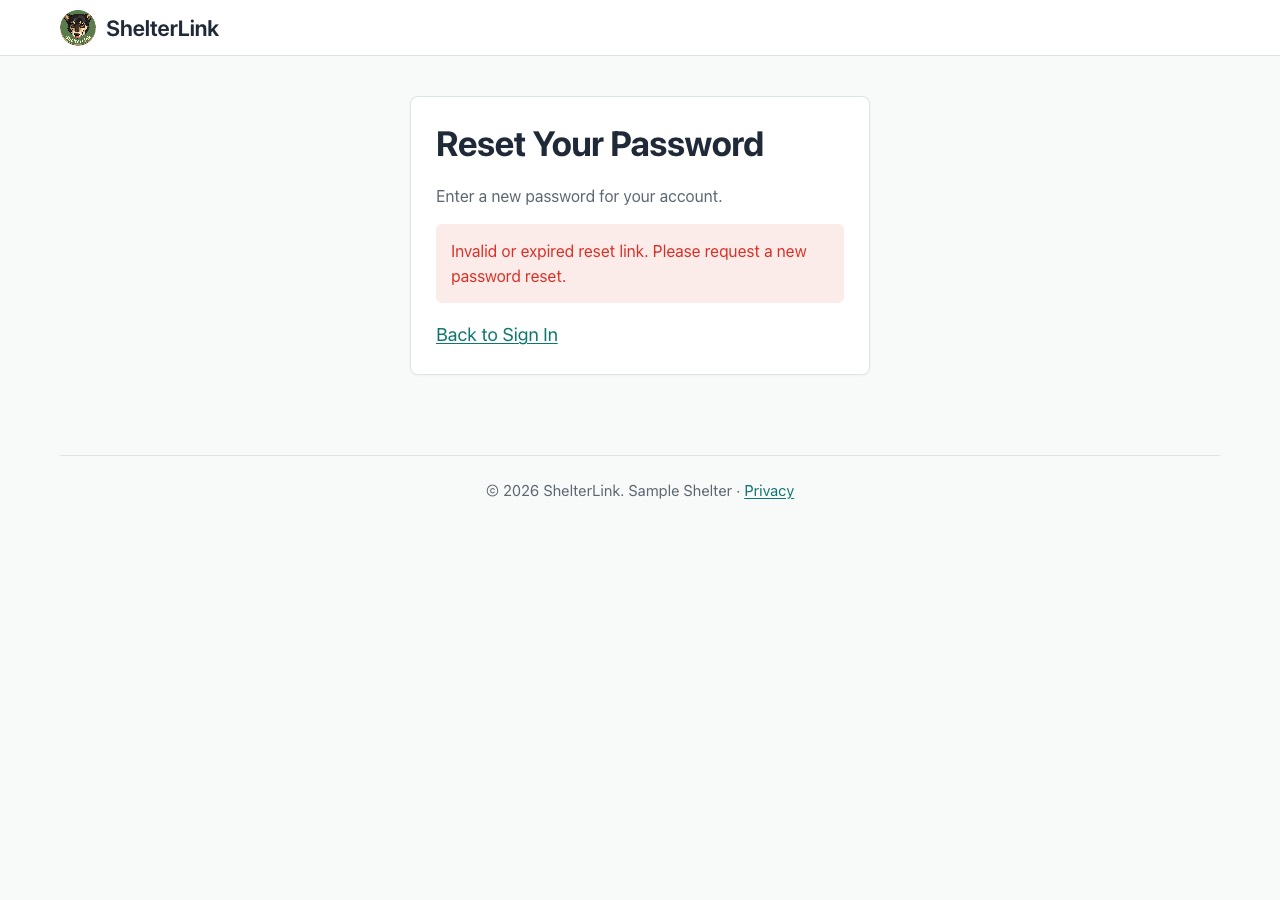 ShelterLink
Reset Your Password
Enter a new password for your account.
Invalid or expired reset link. Please request a new
password reset.
Back to Sign In
© 2026 ShelterLink. Sample Shelter · Privacy